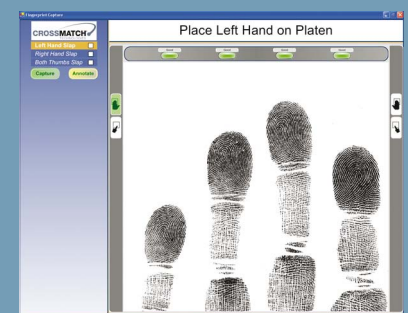 Fingerprint Capture
CROSSMATCH
Place Left Hand on Platen
Left Hand Slap
Right Hand Slap
Both Thumbs Slap
Capture
Annotate